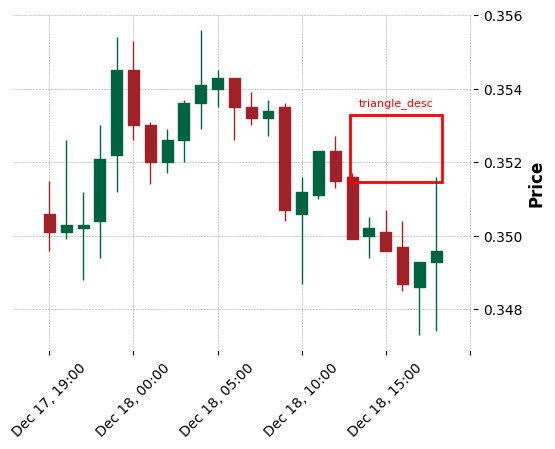 0.356
triangle_desc
0.354
0.352
0.350
0.348
Price
Dec 17, 19:00
Dec 18, 00:00
Dec 18, 05:00
Dec 18, 10:00
Dec 18, 15:00